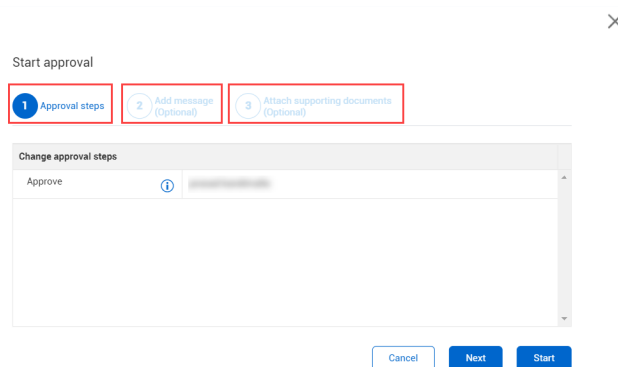 Start approval
1 Approval steps
2 Add message
(Optional)
3 Attach supporting documents
(Optional)
Change approval steps
Approve
Cancel Next Start